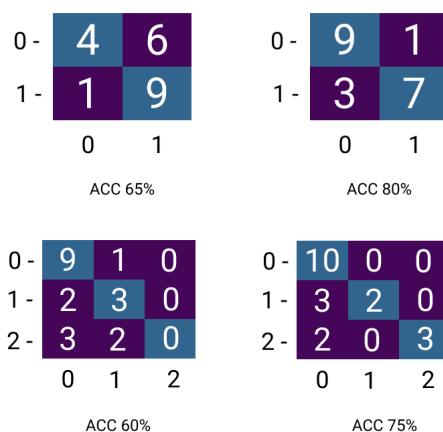 0 - 4 6 0 - 9 1
1 - 1 9 1 - 3 7
0 1 0 1
ACC 65% ACC 80%
0 - 9 1 0 0 - 10 0 0
1 - 2 3 0 1 - 3 2 0
2 - 3 2 0 2 - 2 0 3
0 1 2 0 1 2
ACC 60% ACC 75%